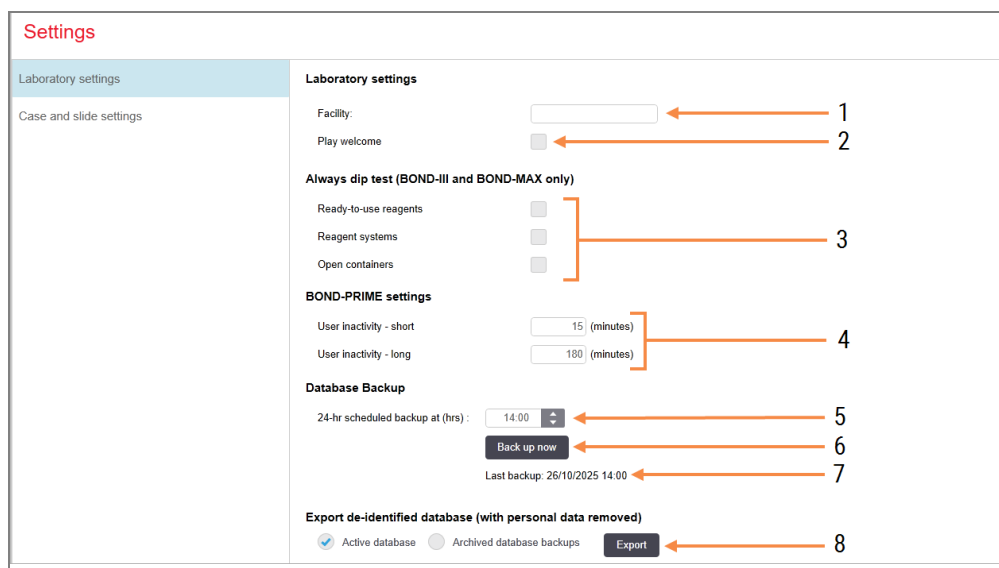 Settings
Laboratory settings
Case and slide settings
Laboratory settings
Facility:
1
Play welcome
2
Always dip test (BOND-III and BOND-MAX only)
Ready-to-use reagents
Reagent systems
3
Open containers
BOND-PRIME settings
User inactivity - short 15 (minutes)
4
User inactivity - long 180 (minutes)
Database Backup
24-hr scheduled backup at (hrs) : 14:00
5
Back up now
6
Last backup: 26/10/2025 14:00
7
Export de-identified database (with personal data removed)
Active database Archived database backups Export
8